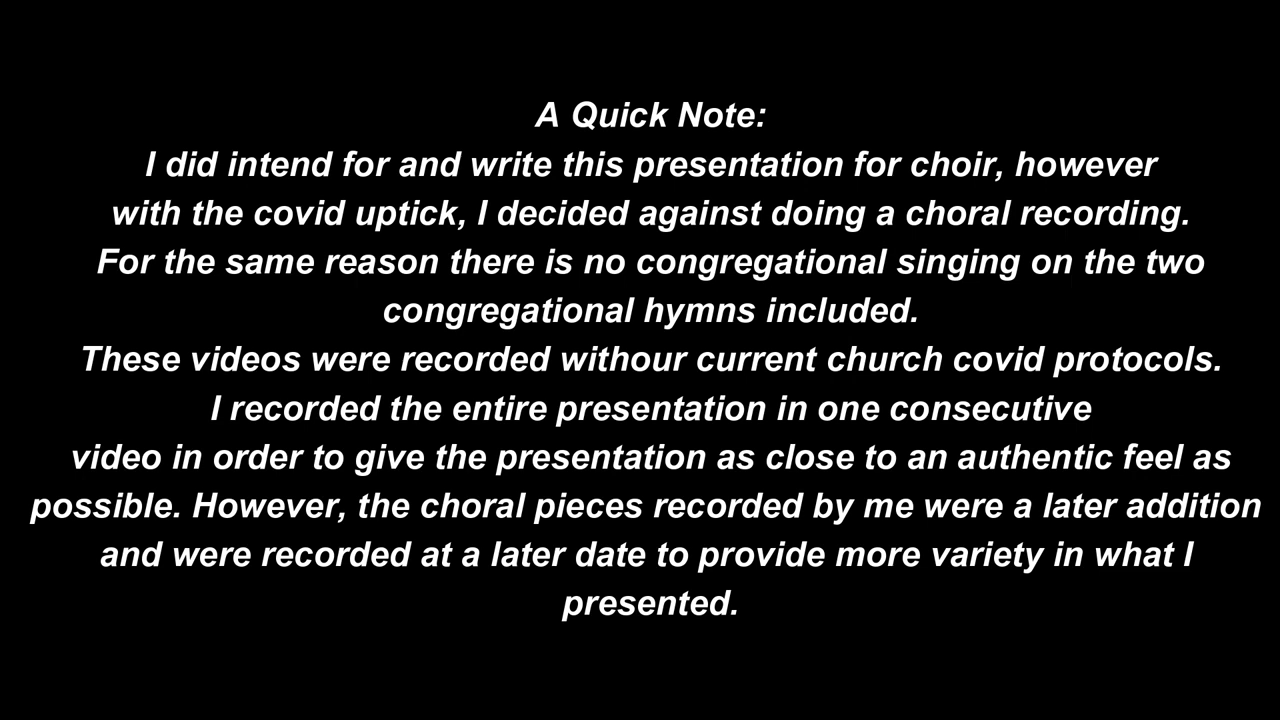 A Quick Note:
I did intend for and write this presentation for choir, however
with the covid uptick, I decided against doing a choral recording.
For the same reason there is no congregational singing on the two
congregational hymns included.
These videos were recorded withour current church covid protocols.
I recorded the entire presentation in one consecutive
video in order to give the presentation as close to an authentic feel as
possible. However, the choral pieces recorded by me were a later addition
and were recorded at a later date to provide more variety in what I
presented.